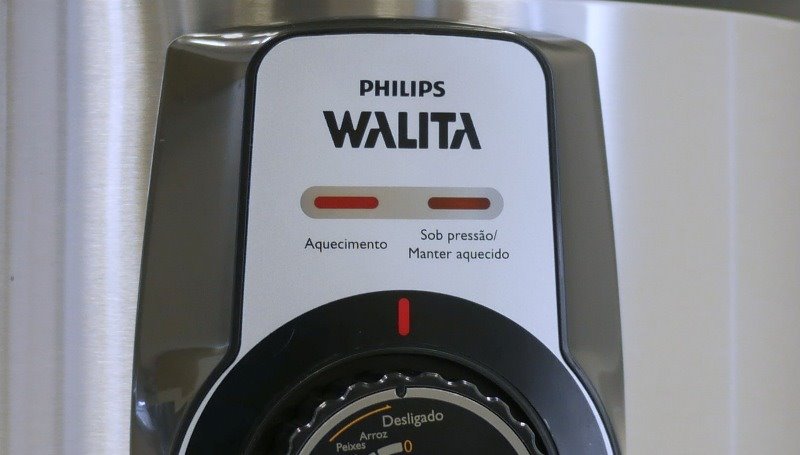 PHILIPS
WALITA
Aquecimento
Sob pressão/
Manter aquecido
Desligado
Arroz
Peixes
0